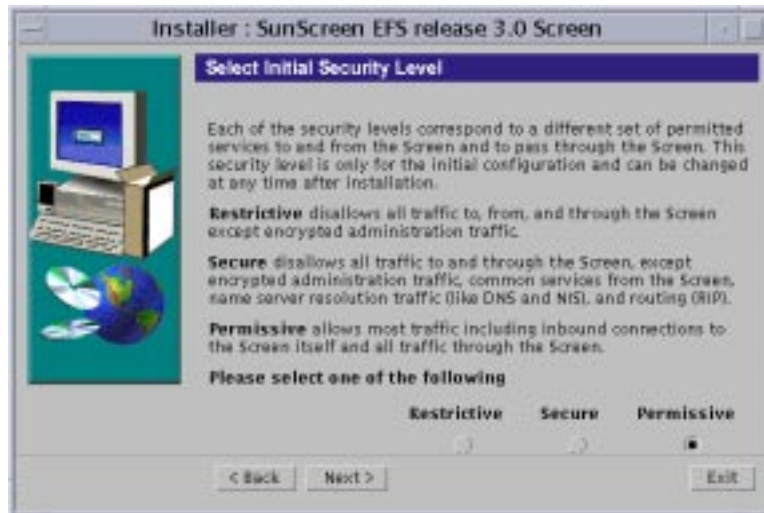 Installer : SunScreen EFS release 3.0 Screen
Select Initial Security Level
Each of the security levels correspond to a different set of permitted
services to and from the Screen and to pass through the Screen. This
security level is only for the initial configuration and can be changed
at any time after installation.
Restrictive disallows all traffic to, from, and through the Screen
except encrypted administration traffic.
Secure disallows all traffic to and through the Screen, except
encrypted administration traffic, common services from the Screen,
name server resolution traffic (like DNS and NIS), and routing (RIP).
Permissive allows most traffic including inbound connections to
the Screen itself and all traffic through the Screen.
Please select one of the following
Restrictive Secure Permissive
< Back Next > Exit